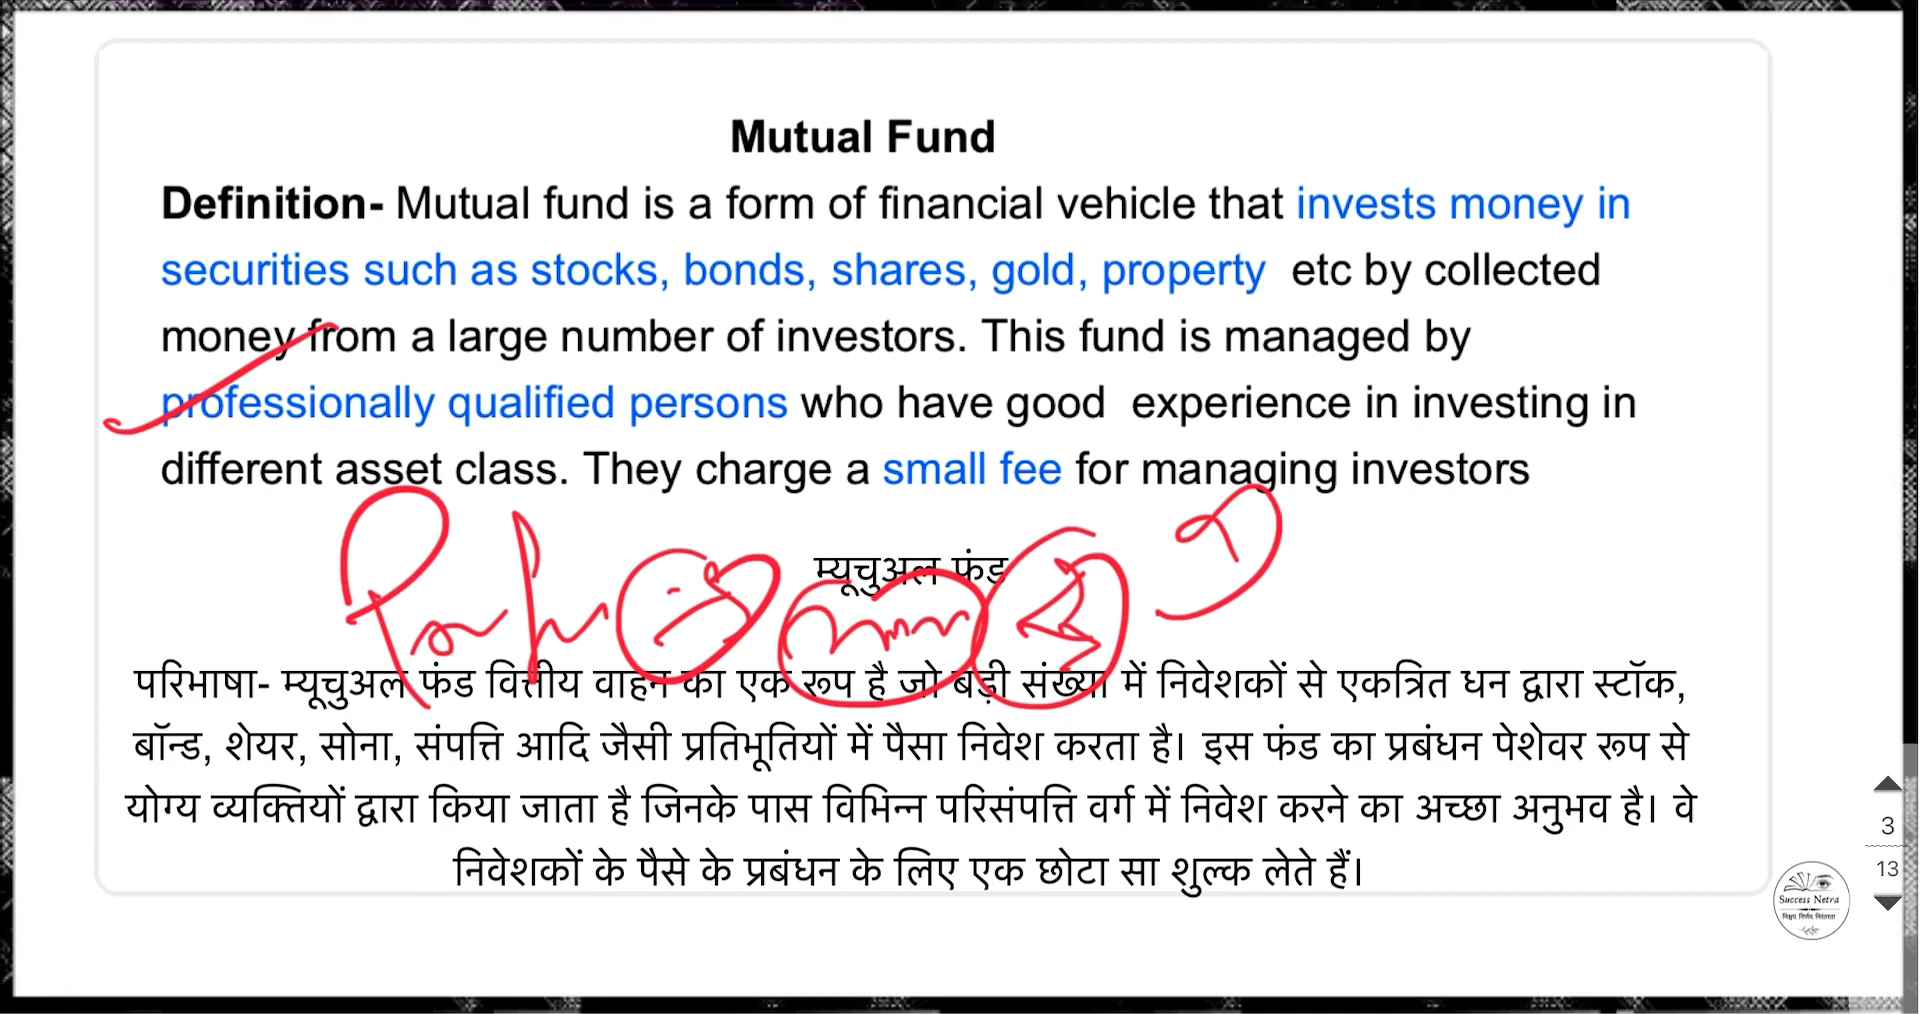 Mutual Fund
Definition- Mutual fund is a form of financial vehicle that invests money in
securities such as stocks, bonds, shares, gold, property etc by collected
money from a large number of investors. This fund is managed by
professionally qualified persons who have good experience in investing in
different asset class. They charge a small fee for managing investors
म्यूचुअल फंड
परिभाषा- म्यूचुअल फंड वित्तीय वाहन का एक रूप है जो बड़ी संख्या में निवेशकों से एकत्रित धन द्वारा स्टॉक,
बॉन्ड, शेयर, सोना, संपत्ति आदि जैसी प्रतिभूतियों में पैसा निवेश करता है। इस फंड का प्रबंधन पेशेवर रूप से
योग्य व्यक्तियों द्वारा किया जाता है जिनके पास विभिन्न परिसंपत्ति वर्ग में निवेश करने का अच्छा अनुभव है। वे
निवेशकों के पैसे के प्रबंधन के लिए एक छोटा सा शुल्क लेते हैं।
3
13
Success Netra